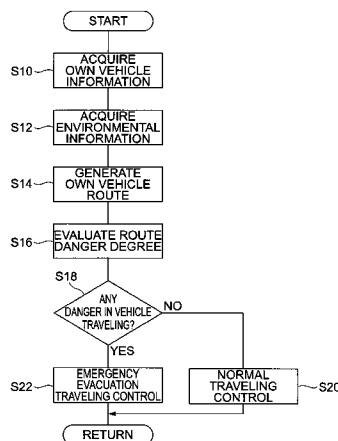 START
S10
ACQUIRE
OWN VEHICLE
INFORMATION
S12
ACQUIRE
ENVIRONMENTAL
INFORMATION
S14
GENERATE
OWN VEHICLE
ROUTE
S16
EVALUATE ROUTE
DANGER DEGREE
S18
ANY
DANGER IN VEHICLE
TRAVELING?
NO
YES
S22
EMERGENCY
EVACUATION
TRAVELING CONTROL
NORMAL
TRAVELING
CONTROL
S20
RETURN